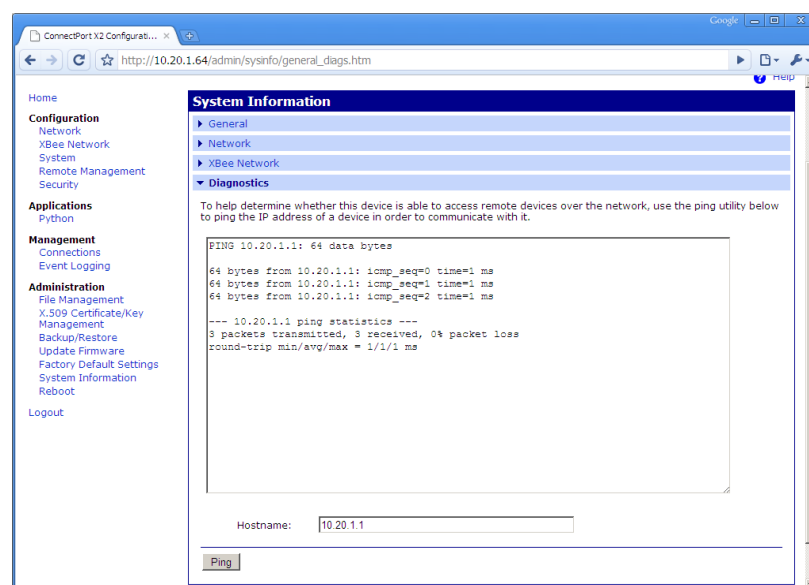 Google
ConnectPort X2 Configurati...
http://10.20.1.64/admin/sysinfo/general_diags.htm
Help
Home
Configuration
Network
XBee Network
System
Remote Management
Security
Applications
Python
Management
Connections
Event Logging
Administration
File Management
X.509 Certificate/Key
Management
Backup/Restore
Update Firmware
Factory Default Settings
System Information
Reboot
Logout
System Information
General
Network
XBee Network
Diagnostics
To help determine whether this device is able to access remote devices over the network, use the ping utility below
to ping the IP address of a device in order to communicate with it.
PING 10.20.1.1: 64 data bytes
64 bytes from 10.20.1.1: icmp_seq=0 time=1 ms
64 bytes from 10.20.1.1: icmp_seq=1 time=1 ms
64 bytes from 10.20.1.1: icmp_seq=2 time=1 ms
--- 10.20.1.1 ping statistics ---
3 packets transmitted, 3 received, 0% packet loss
round-trip min/avg/max = 1/1/1 ms
Hostname: 10.20.1.1
Ping